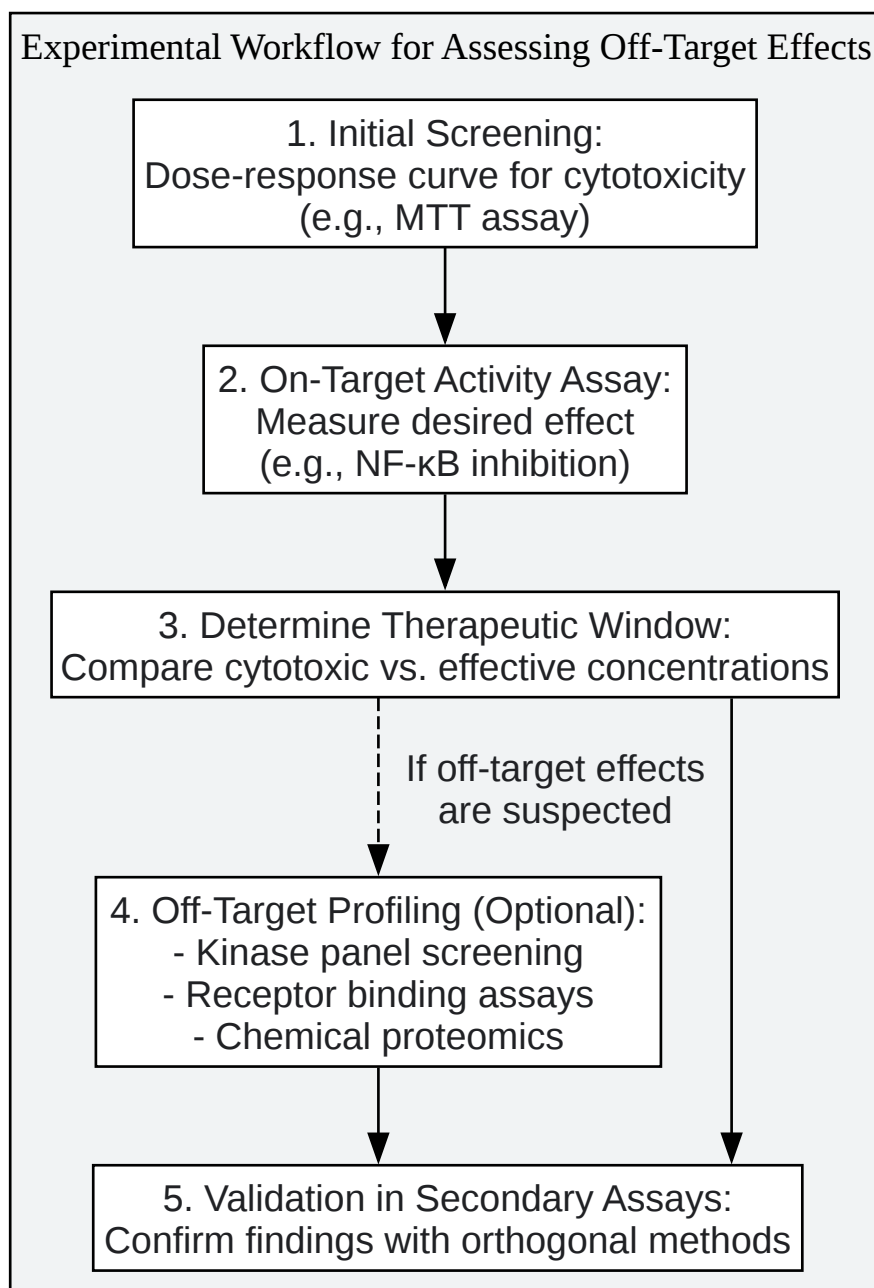 Experimental Workflow for Assessing Off-Target Effects
1. Initial Screening:
Dose-response curve for cytotoxicity
(e.g., MTT assay)
2. On-Target Activity Assay:
Measure desired effect
(e.g., NF-κB inhibition)
3. Determine Therapeutic Window:
Compare cytotoxic vs. effective concentrations
If off-target effects
are suspected
4. Off-Target Profiling (Optional):
- Kinase panel screening
- Receptor binding assays
- Chemical proteomics
5. Validation in Secondary Assays:
Confirm findings with orthogonal methods